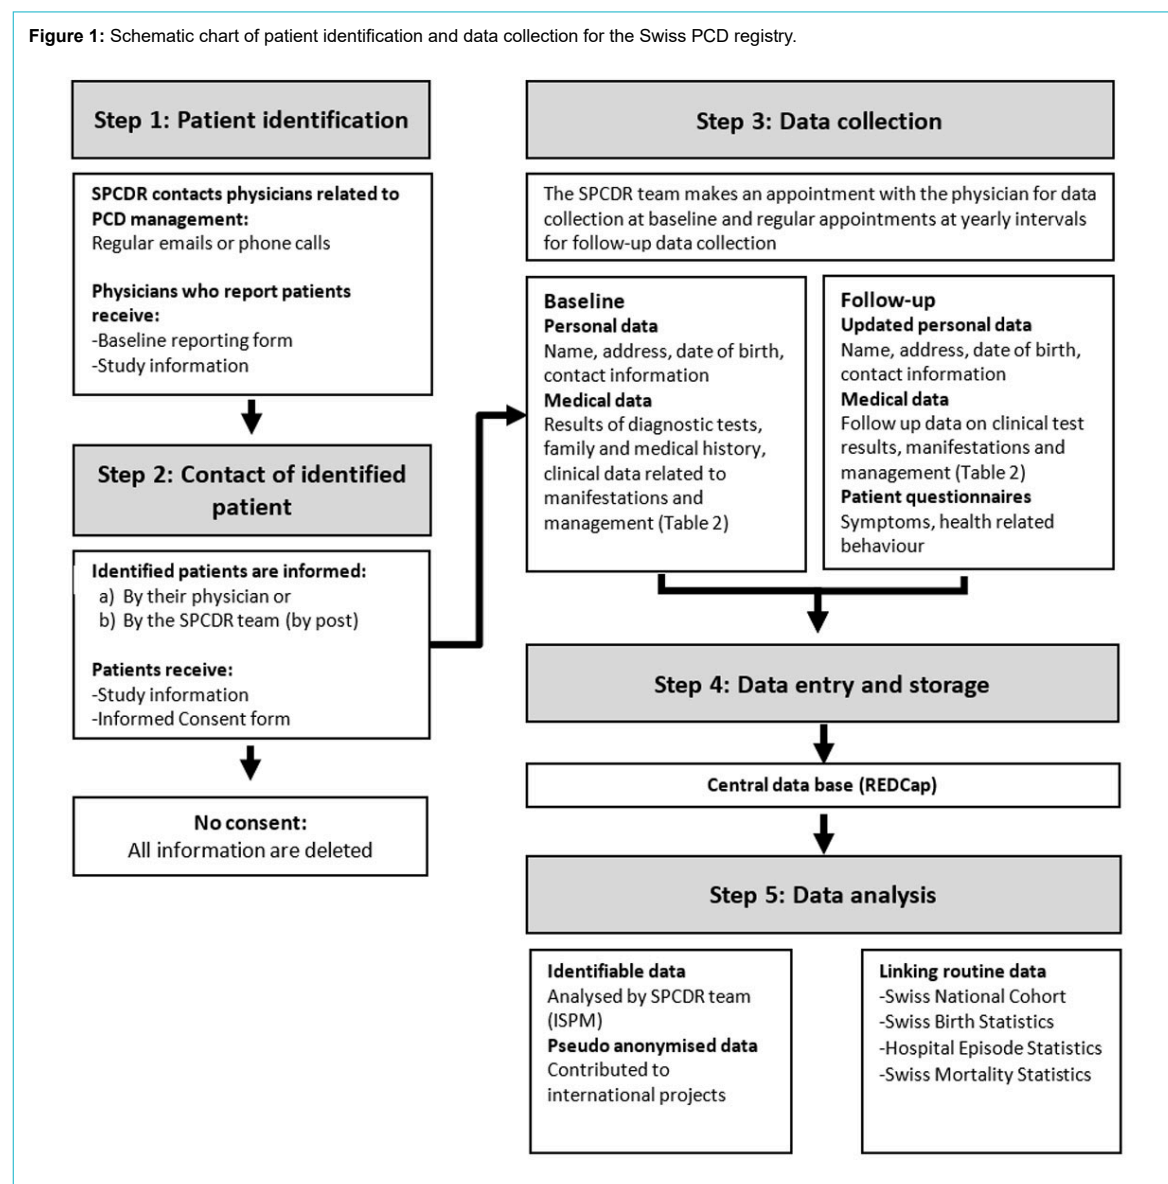 Figure 1: Schematic chart of patient identification and data collection for the Swiss PCD registry.
Step 1: Patient identification
SPCDR contacts physicians related to
PCD management:
Regular emails or phone calls
Physicians who report patients
receive:
-Baseline reporting form
-Study information
Step 2: Contact of identified
patient
Identified patients are informed:
a) By their physician or
b) By the SPCDR team (by post)
Patients receive:
-Study information
-Informed Consent form
No consent:
All information are deleted
Step 3: Data collection
The SPCDR team makes an appointment with the physician for data
collection at baseline and regular appointments at yearly intervals
for follow-up data collection
Baseline
Personal data
Name, address, date of birth,
contact information
Medical data
Results of diagnostic tests,
family and medical history,
clinical data related to
manifestations and
management (Table 2)
Follow-up
Updated personal data
Name, address, date of birth,
contact information
Medical data
Follow up data on clinical test
results, manifestations and
management (Table 2)
Patient questionnaires
Symptoms, health related
behaviour
Step 4: Data entry and storage
Central data base (REDCap)
Step 5: Data analysis
Identifiable data
Analysed by SPCDR team
(ISPM)
Pseudo anonymised data
Contributed to
international projects
Linking routine data
-Swiss National Cohort
-Swiss Birth Statistics
-Hospital Episode Statistics
-Swiss Mortality Statistics